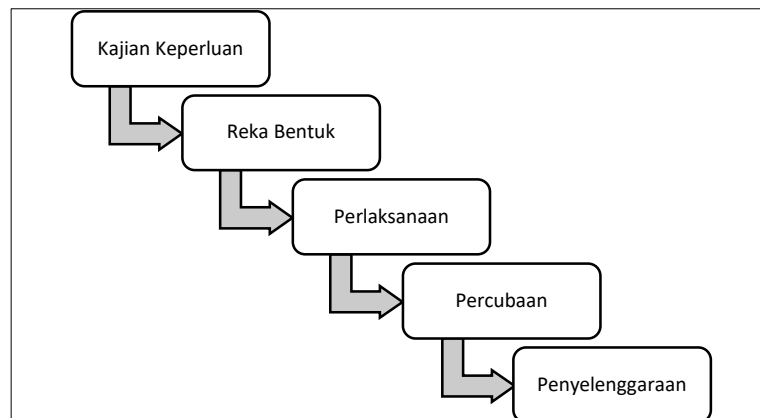 Kajian Keperluan
Reka Bentuk
Perlaksanaan
Percubaan
Penyelenggaraan